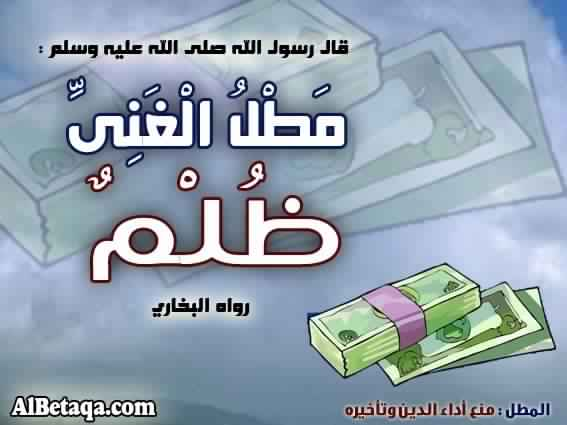 قال رسول الله صلى الله عليه وسلم :
مَطْلُ الْغَنِيِّ
ظُلْمٌ
رواه البخاري
المطل : منع أداء الدين وتأخيره
AlBetaqa.com